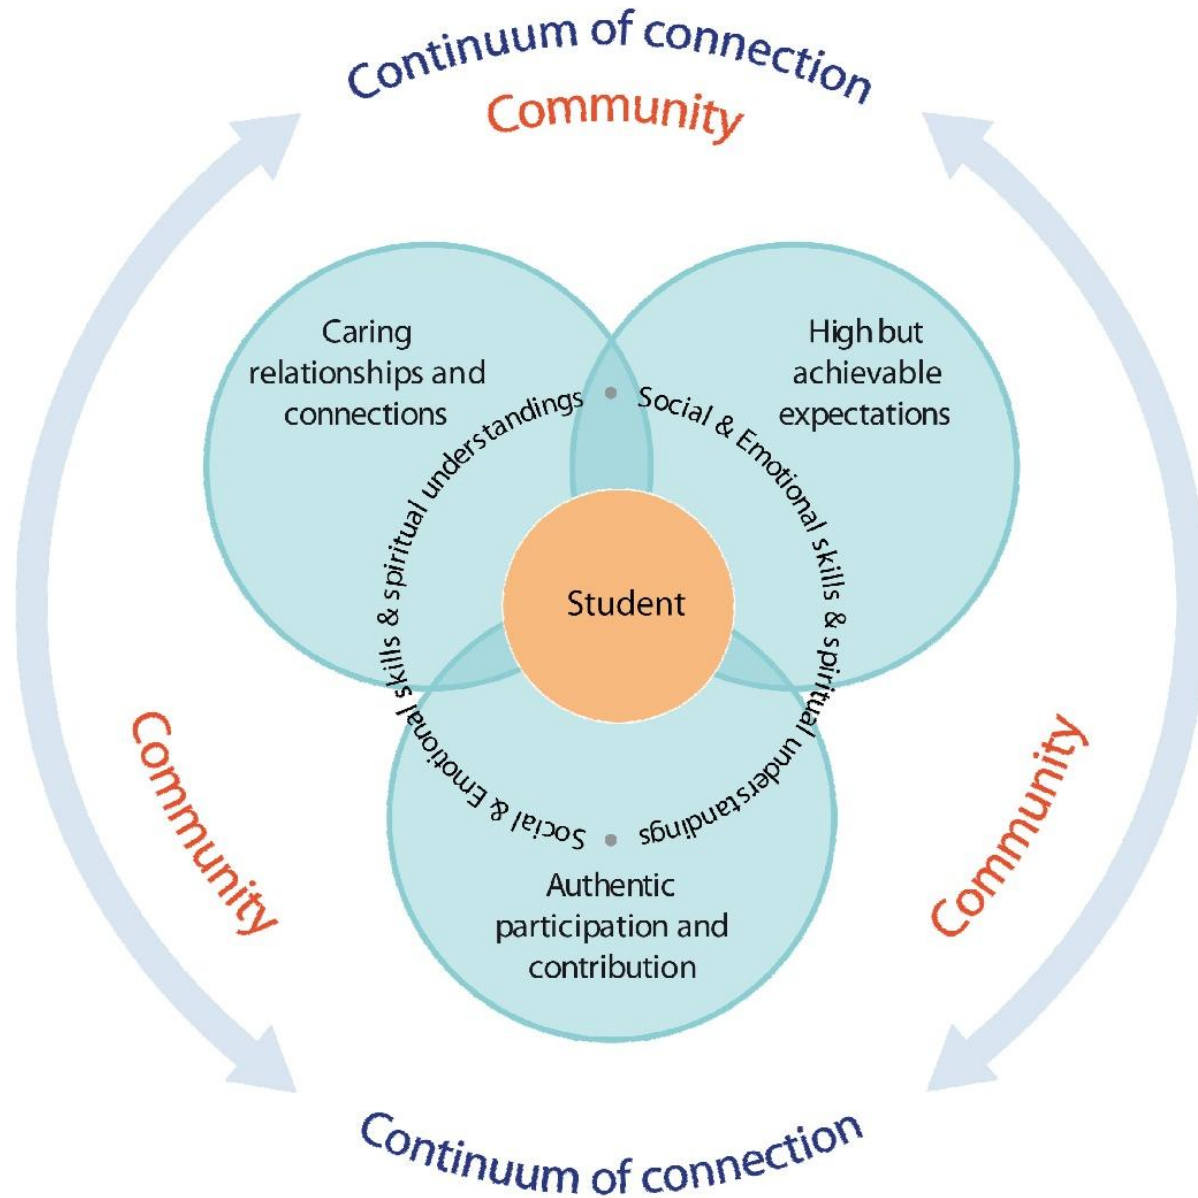 Continuum of connection
Community
Caring
relationships and
connections
High but
achievable
expectations
Social & Emotional skills & spiritual understandings
Social & Emotional skills & spiritual understandings
Student
Community
Community
Authentic
participation and
contribution
Continuum of connection